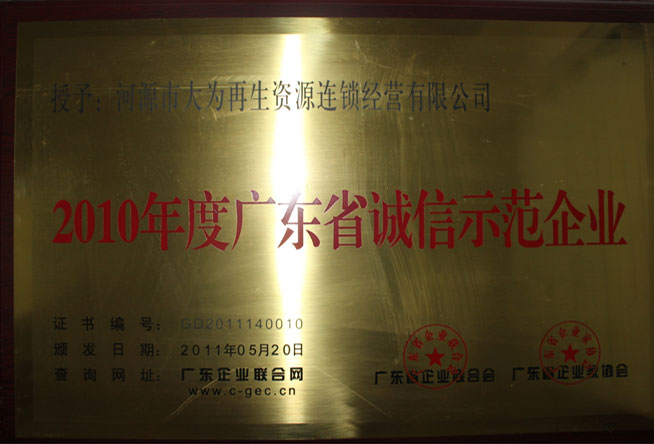 授予：河源市大为再生资源连锁经营有限公司
2010年度广东省诚信示范企业
证书编号：GD2011140010
颁发日期：2011年05月20日
查询网址：广东企业联合网
www.c-gec.cn
广东省企业联合会 广东省企业家协会